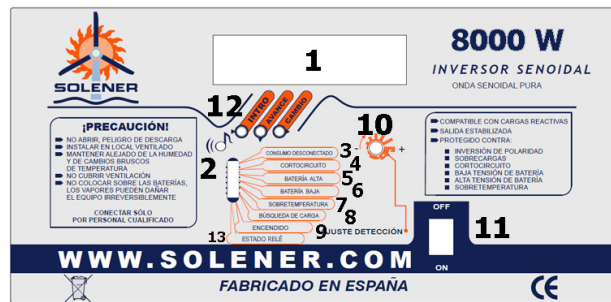 1
8000 W
INVERSOR SENOIDAL
ONDA SENOIDAL PURA
SOLENER
12
INTRO
AVANCE
CAMBIO
10
- +
¡PRECAUCIÓN!
NO ABRIR, PELIGRO DE DESCARGA
INSTALAR EN LOCAL VENTILADO
MANTENER ALEJADO DE LA HUMEDAD
Y DE CAMBIOS BRUSCOS
DE TEMPERATURA
NO CUBRIR VENTILACIÓN
NO COLOCAR SOBRE LAS BATERÍAS,
LOS VAPORES PUEDEN DAÑAR
EL EQUIPO IRREVERSIBLEMENTE
CONECTAR SÓLO
POR PERSONAL CUALIFICADO
2
CONSUMO DESCONECTADO 3
CORTOCIRCUITO 4
BATERÍA ALTA 5
BATERÍA BAJA 6
SOBRETEMPERATURA 7
BÚSQUEDA DE CARGA 8
ENCENDIDO 9
13 ESTADO RELÉ
AJUSTE DETECCIÓN
COMPATIBLE CON CARGAS REACTIVAS
SALIDA ESTABILIZADA
PROTEGIDO CONTRA:
INVERSIÓN DE POLARIDAD
SOBRECARGAS
CORTOCIRCUITO
BAJA TENSIÓN DE BATERÍA
ALTA TENSIÓN DE BATERÍA
SOBRETEMPERATURA
OFF
11
ON
WWW.SOLENER.COM
FABRICADO EN ESPAÑA
CE